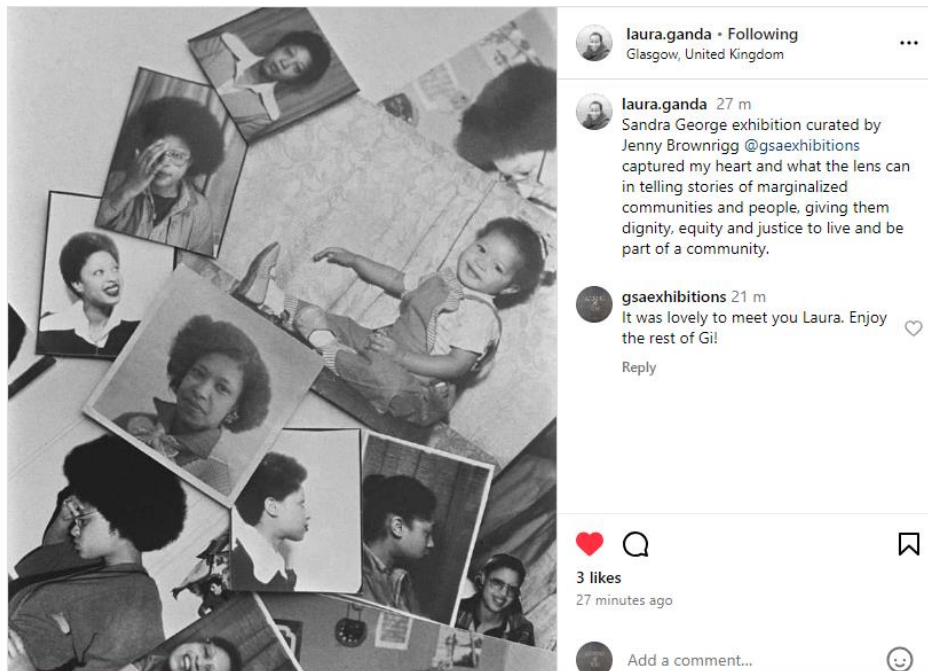 laura.ganda • Following
Glasgow, United Kingdom
laura.ganda 27 m
Sandra George exhibition curated by
Jenny Brownrigg @gsaexhibitions
captured my heart and what the lens can
in telling stories of marginalized
communities and people, giving them
dignity, equity and justice to live and be
part of a community.
gsaexhibitions 21 m
It was lovely to meet you Laura. Enjoy
the rest of Gi!
Reply
3 likes
27 minutes ago
Add a comment...